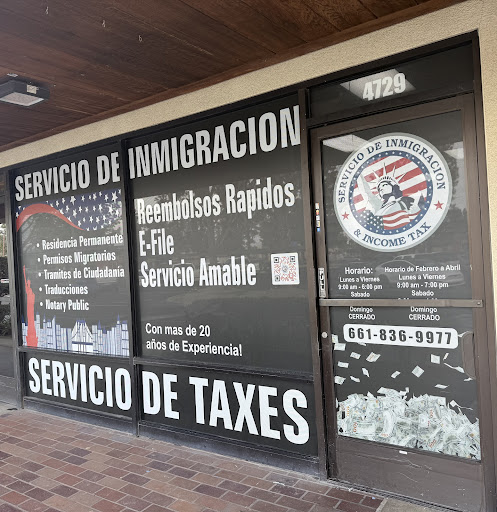 4729
SERVICIO DE INMIGRACION
• Residencia Permanente
• Permisos Migratorios
• Tramites de Ciudadania
• Traducciones
• Notary Public
Reembolsos Rapidos
E-File
Servicio Amable
Con mas de 20
años de Experiencia!
SERVICIO DE TAXES
SERVICIO DE INMIGRACION
& INCOME TAX
Horario:
Lunes a Viernes
9:00 am - 6:00 pm
Sabado
Domingo
CERRADO
Horario de Febrero a Abril
Lunes a Viernes
9:00 am - 7:00 pm
Sabado
Domingo
CERRADO
661-836-9977